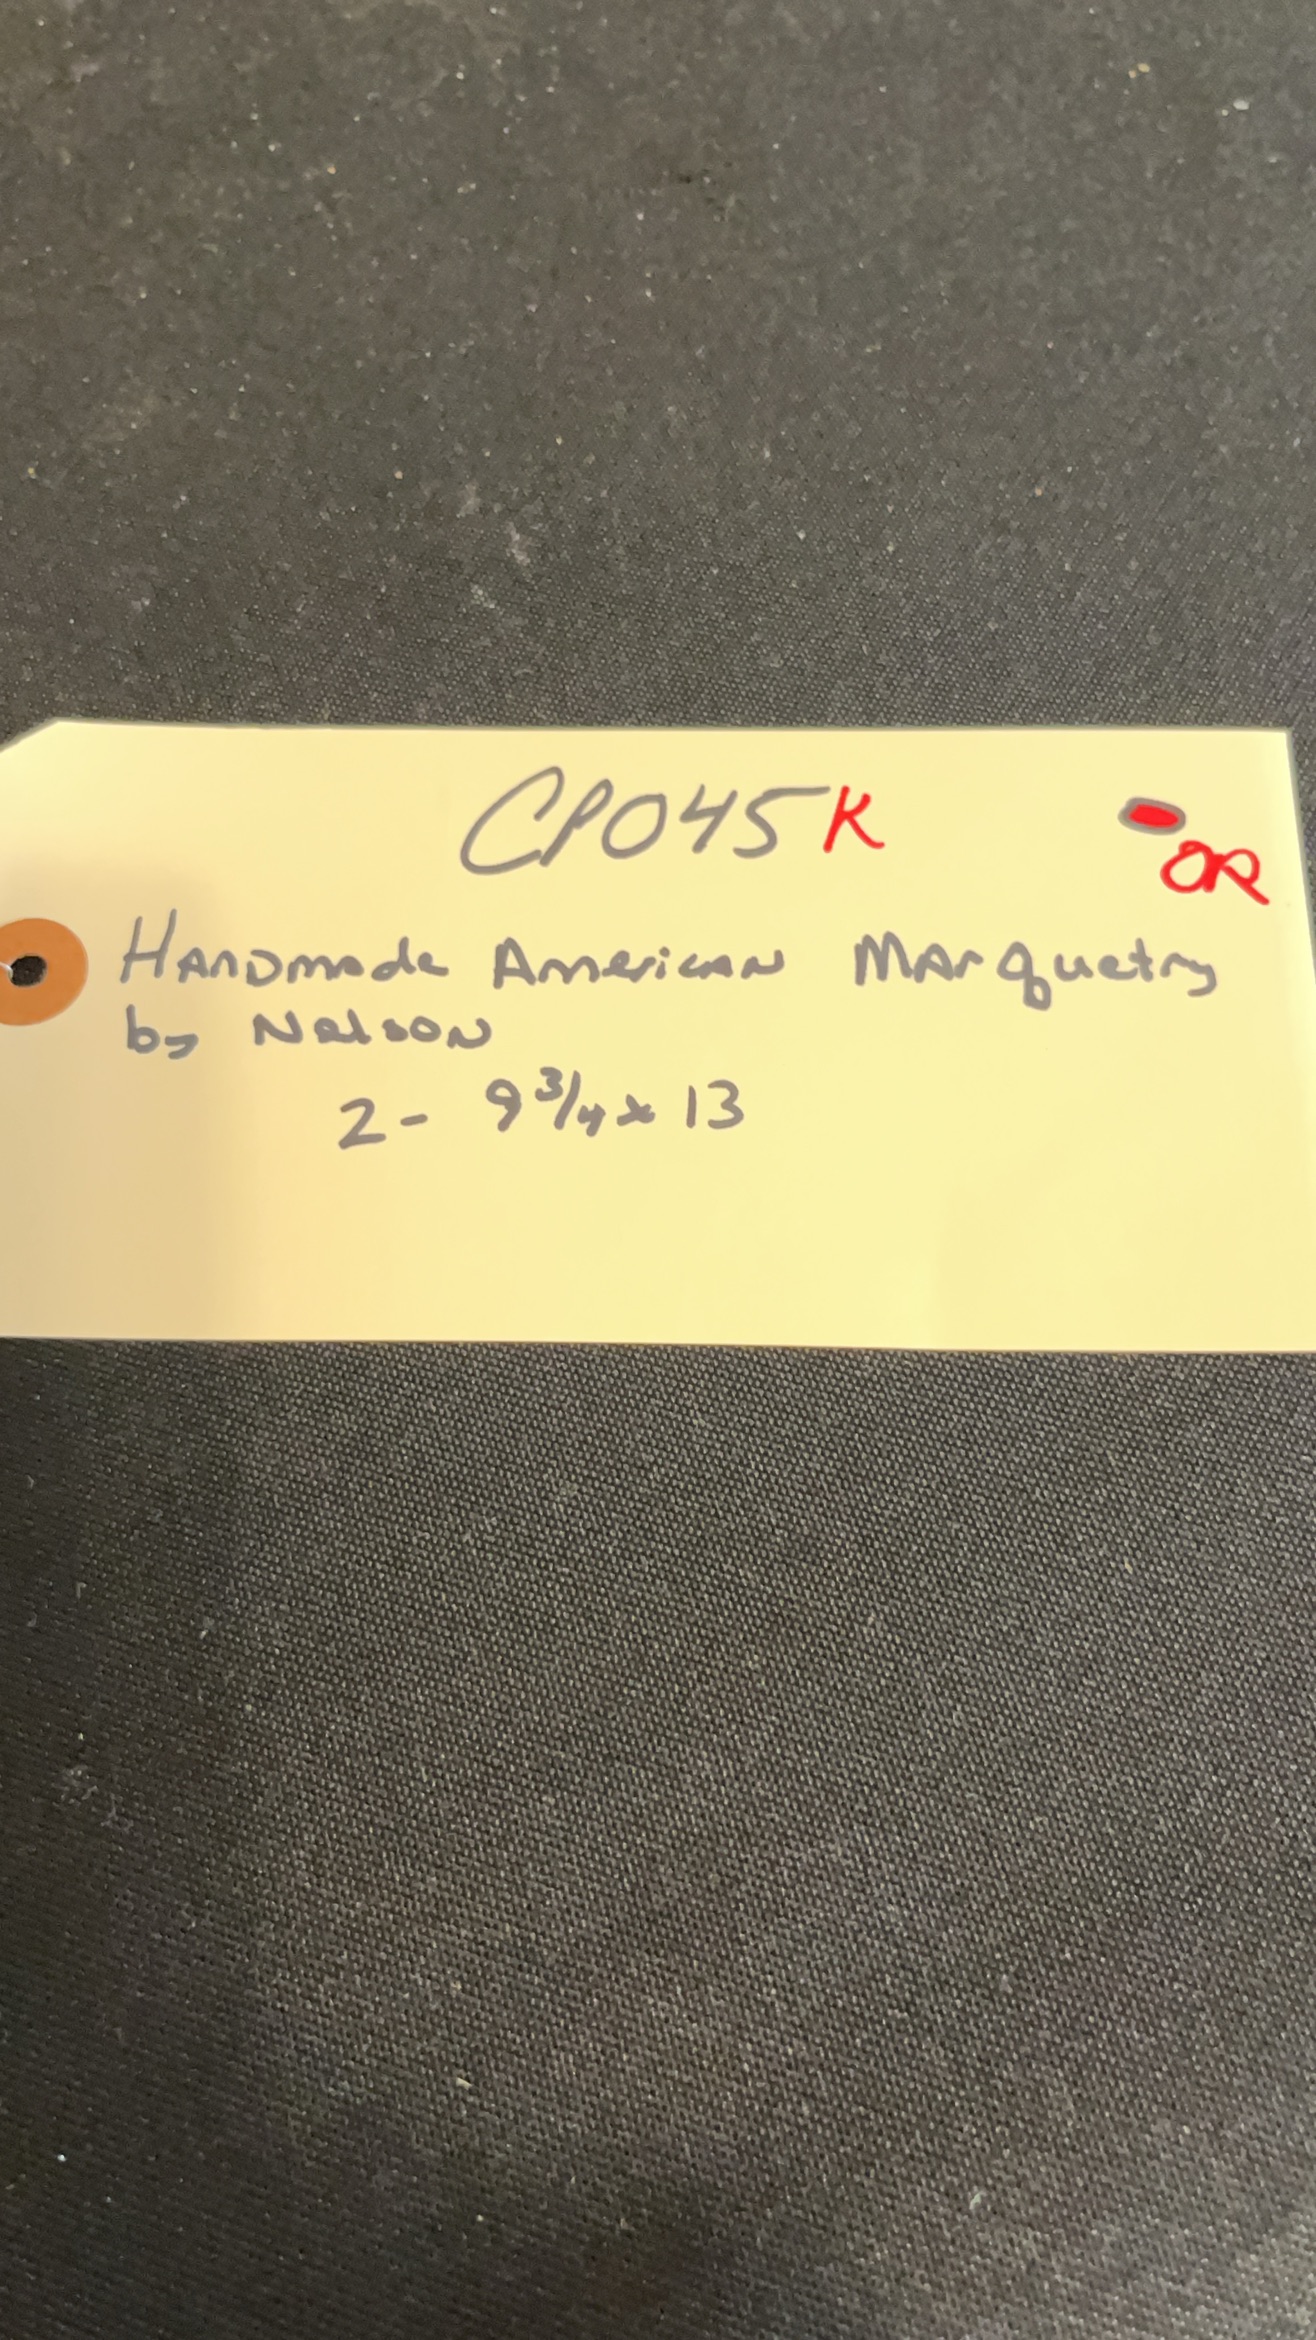 CP045K
OR
Handmade American Marquetry
by Nelson
2- 9 3/4 x 13